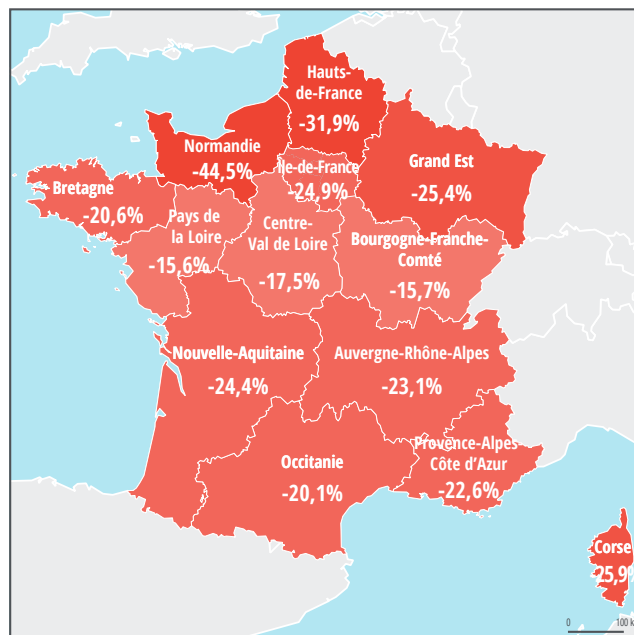 Hauts-
de-France
-31,9%
Normandie
-44,5%
Île-de-France
-24,9%
Grand Est
-25,4%
Bretagne
-20,6%
Pays de
la Loire
-15,6%
Centre-
Val de Loire
-17,5%
Bourgogne-Franche-
Comté
-15,7%
Nouvelle-Aquitaine
-24,4%
Auvergne-Rhône-Alpes
-23,1%
Occitanie
-20,1%
Provence-Alpes-
Côte d'Azur
-22,6%
Corse
-25,9%
0 100 k